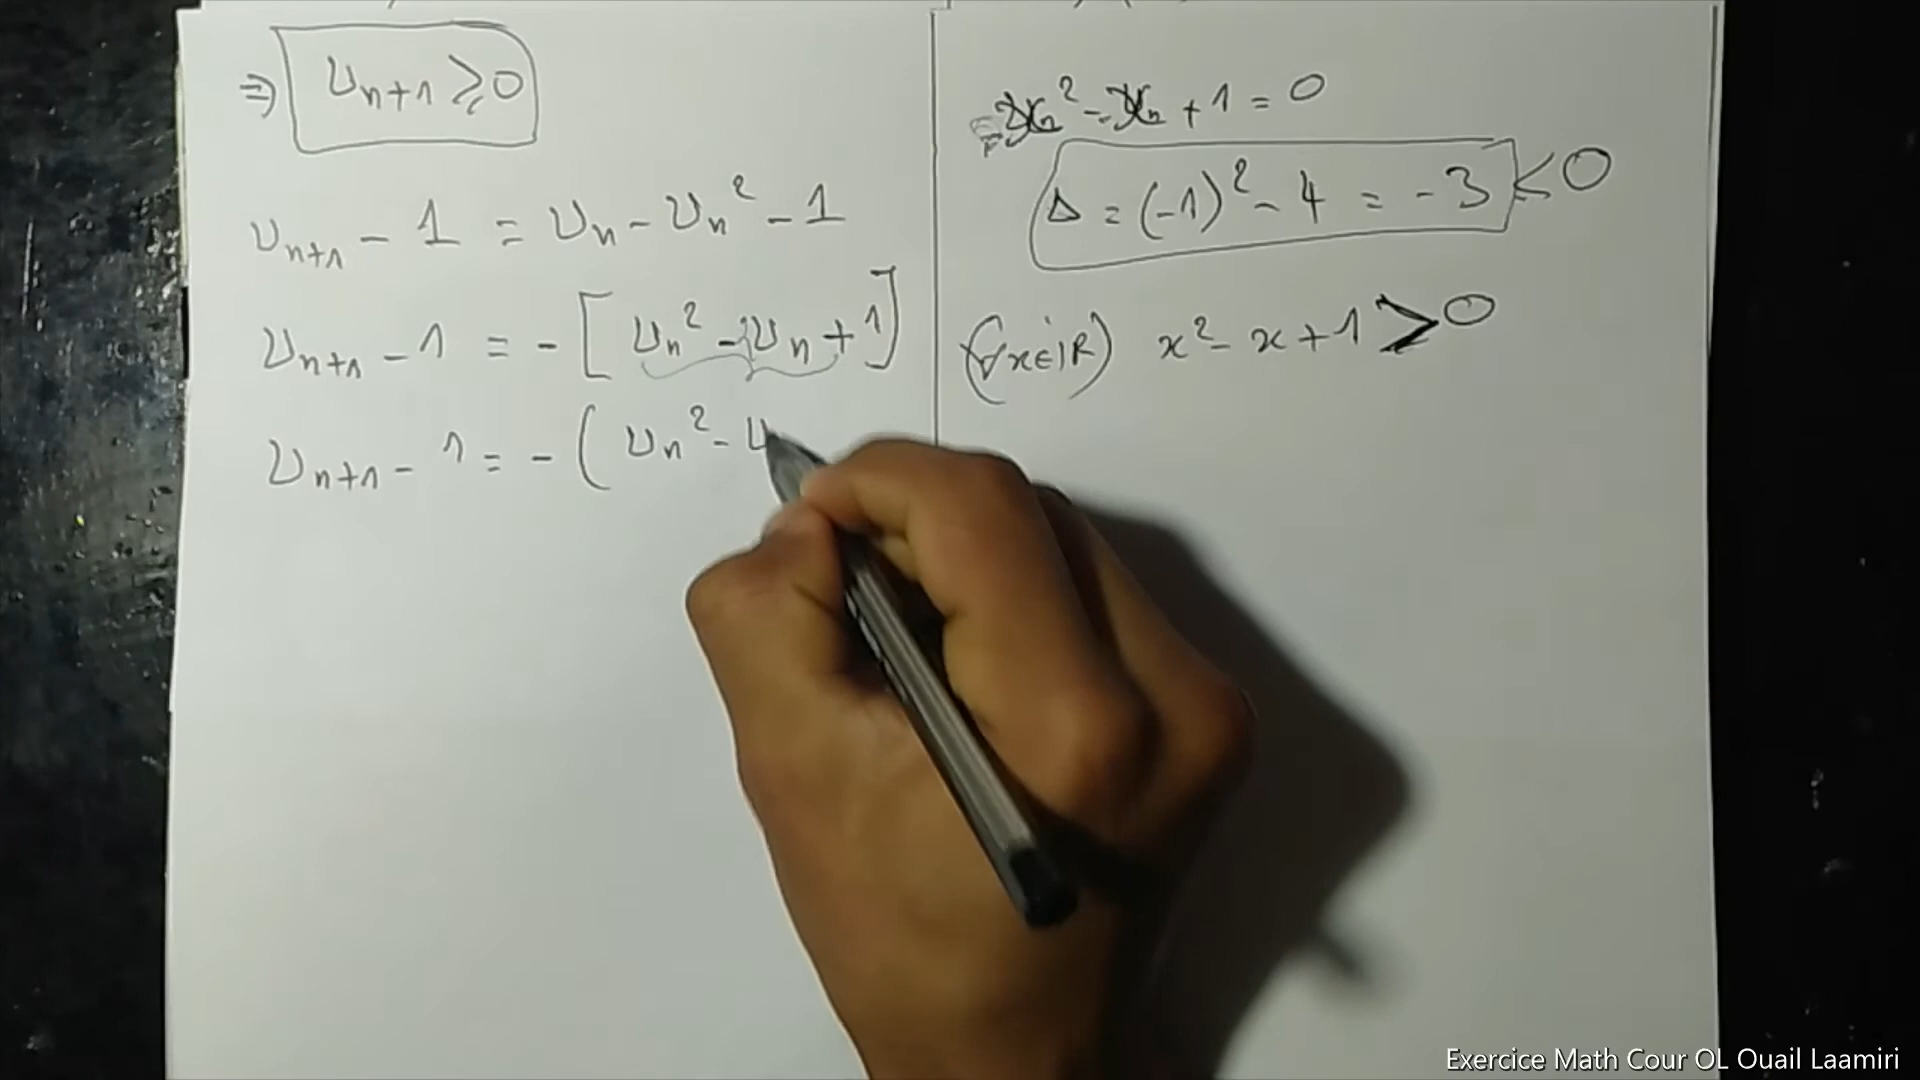 ⇒ Un+1 ≥ 0
Un+1 - 1 = Un - Un² - 1
Un+1 - 1 = - [Un² - Un + 1]
Un+1 - 1 = - ( Un² - U
x² - x + 1 = 0
Δ = (-1)² - 4 = -3 < 0
(∀x∈ℝ) x² - x + 1 > 0
Exercice Math Cour OL Ouail Laamiri